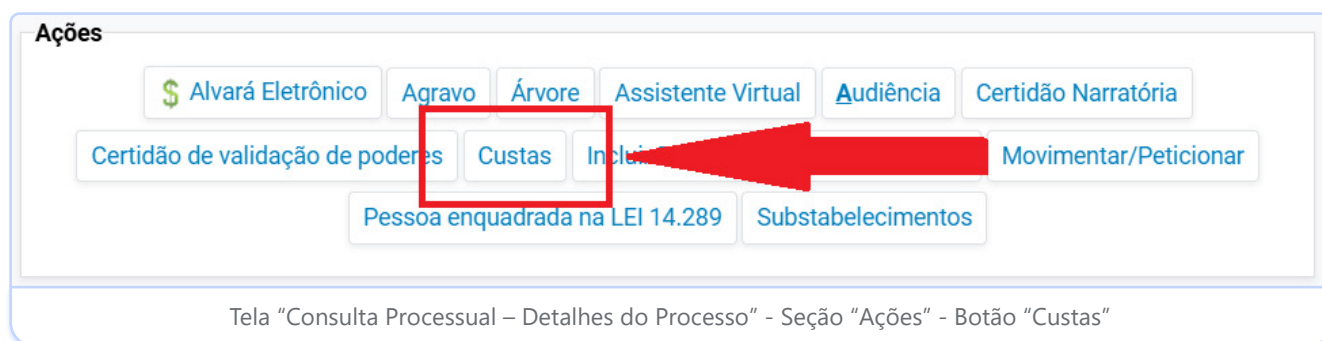 Ações
Alvará Eletrônico Agravo Árvore Assistente Virtual Audiência Certidão Narratória
Certidão de validação de poderes Custas Movimentar/Peticionar
Pessoa enquadrada na LEI 14.289 Substabelecimentos
Tela “Consulta Processual – Detalhes do Processo” - Seção “Ações” - Botão “Custas”